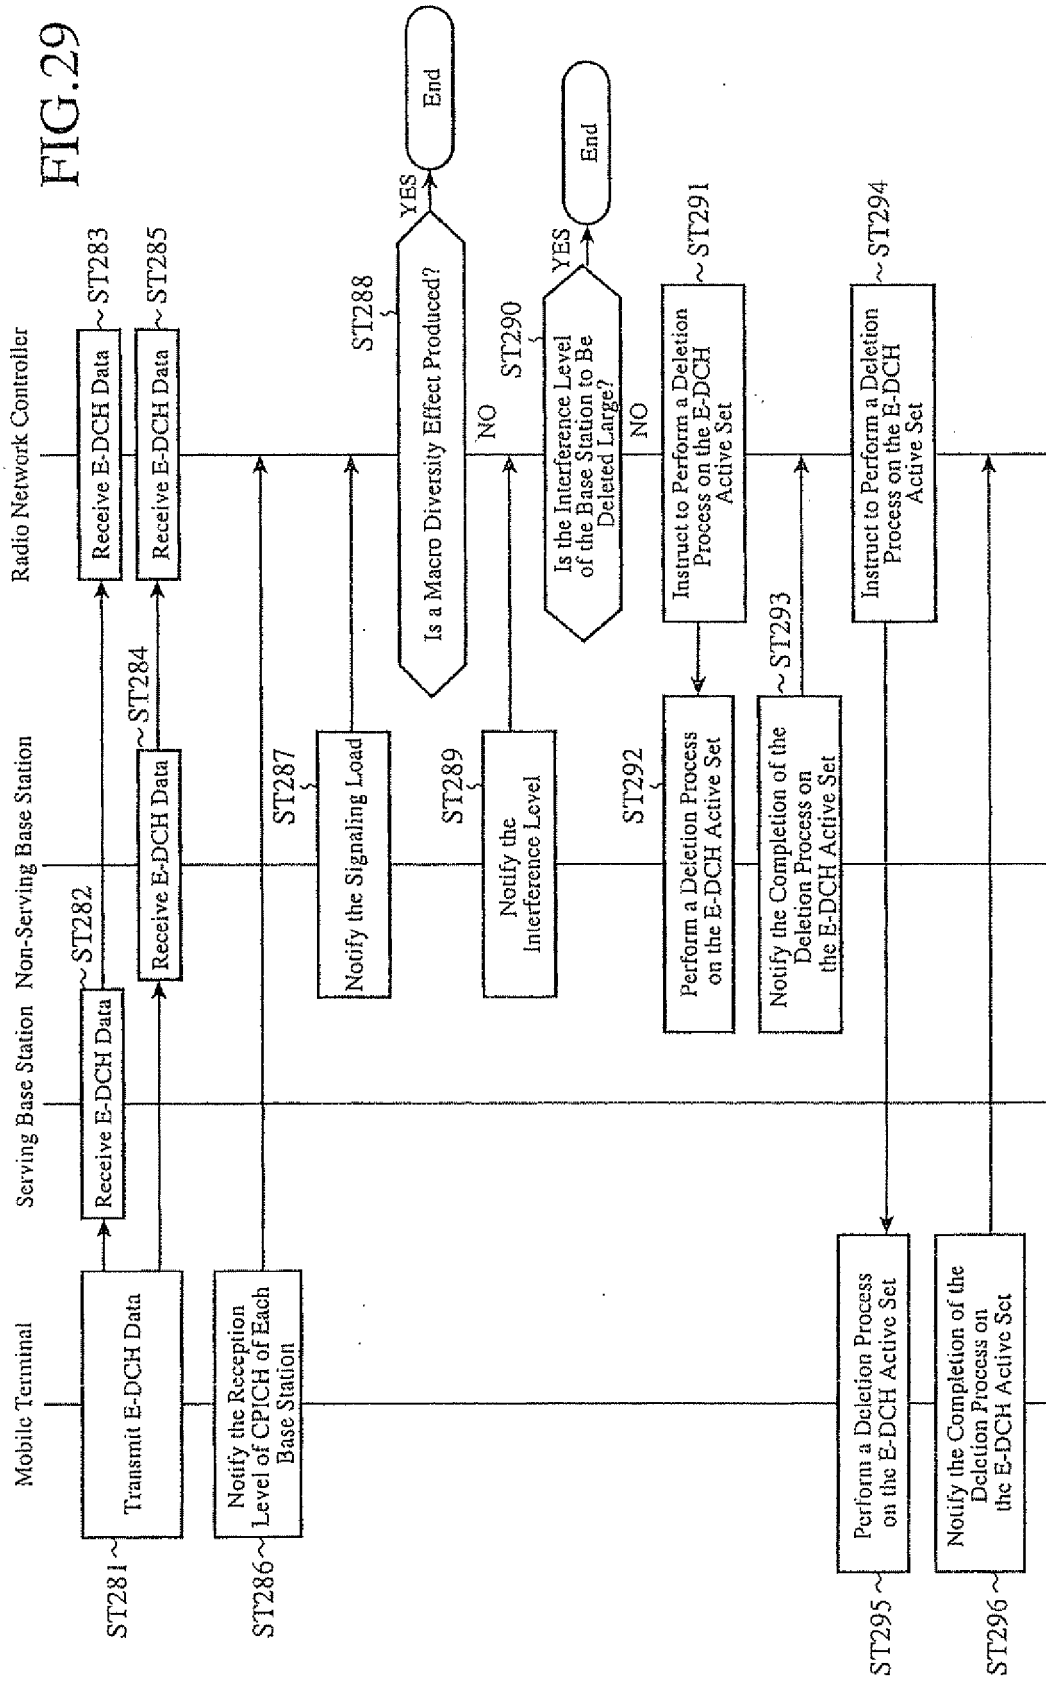 FIG.29
Mobile Terminal
Serving Base Station
Non-Serving Base Station
Radio Network Controller
ST281
Transmit E-DCH Data
ST282
Receive E-DCH Data
ST283
Receive E-DCH Data
ST284
Receive E-DCH Data
ST285
Receive E-DCH Data
ST286
Notify the Reception
Level of CPICH of Each
Base Station
ST287
Notify the Signaling Load
ST288
Is a Macro Diversity Effect Produced?
YES
End
NO
ST289
Notify the
Interference Level
ST290
Is the Interference Level
of the Base Station to Be
Deleted Large?
YES
End
NO
ST291
Instruct to Perform a Deletion
Process on the E-DCH
Active Set
ST292
Perform a Deletion Process
on the E-DCH Active Set
ST293
Notify the Completion of the
Deletion Process on
the E-DCH Active Set
ST294
Instruct to Perform a Deletion
Process on the E-DCH
Active Set
ST295
Perform a Deletion Process
on the E-DCH Active Set
ST296
Notify the Completion of the
Deletion Process on
the E-DCH Active Set